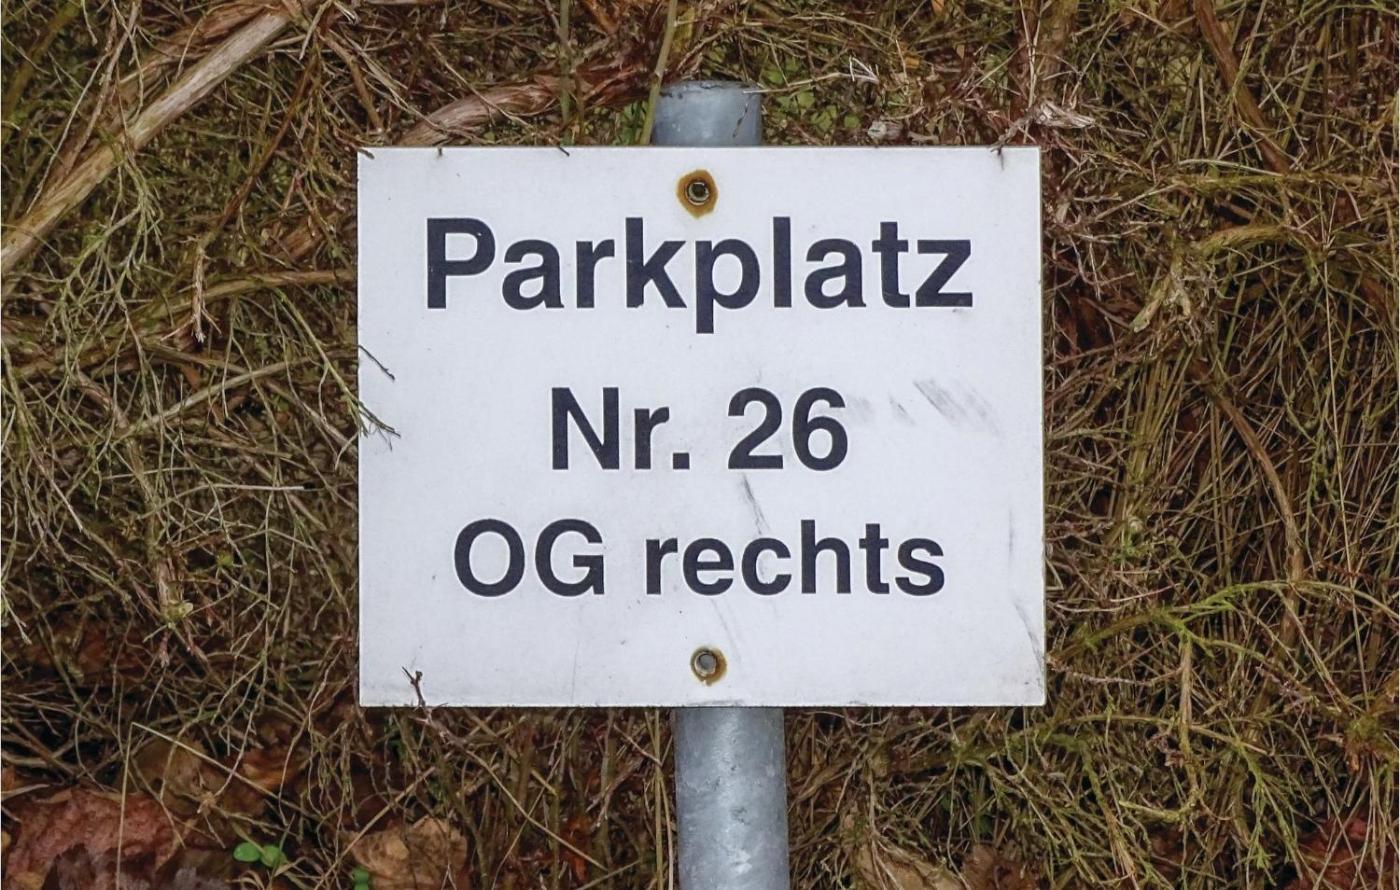 Parkplatz
Nr. 26
OG rechts